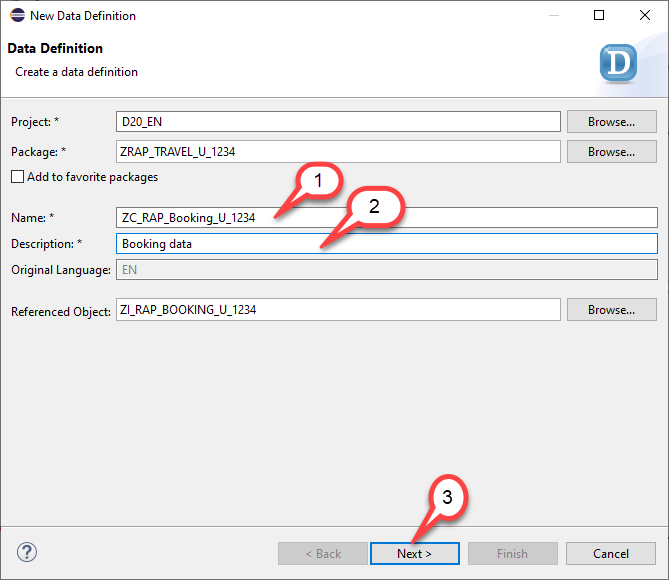 New Data Definition
Data Definition
Create a data definition
D
Project: * D20_EN Browse...
Package: * ZRAP_TRAVEL_U_1234 Browse...
Add to favorite packages
1
Name: * ZC_RAP_Booking_U_1234
2
Description: * Booking data
Original Language: EN
Referenced Object: ZI_RAP_BOOKING_U_1234 Browse...
3
? < Back Next > Finish Cancel